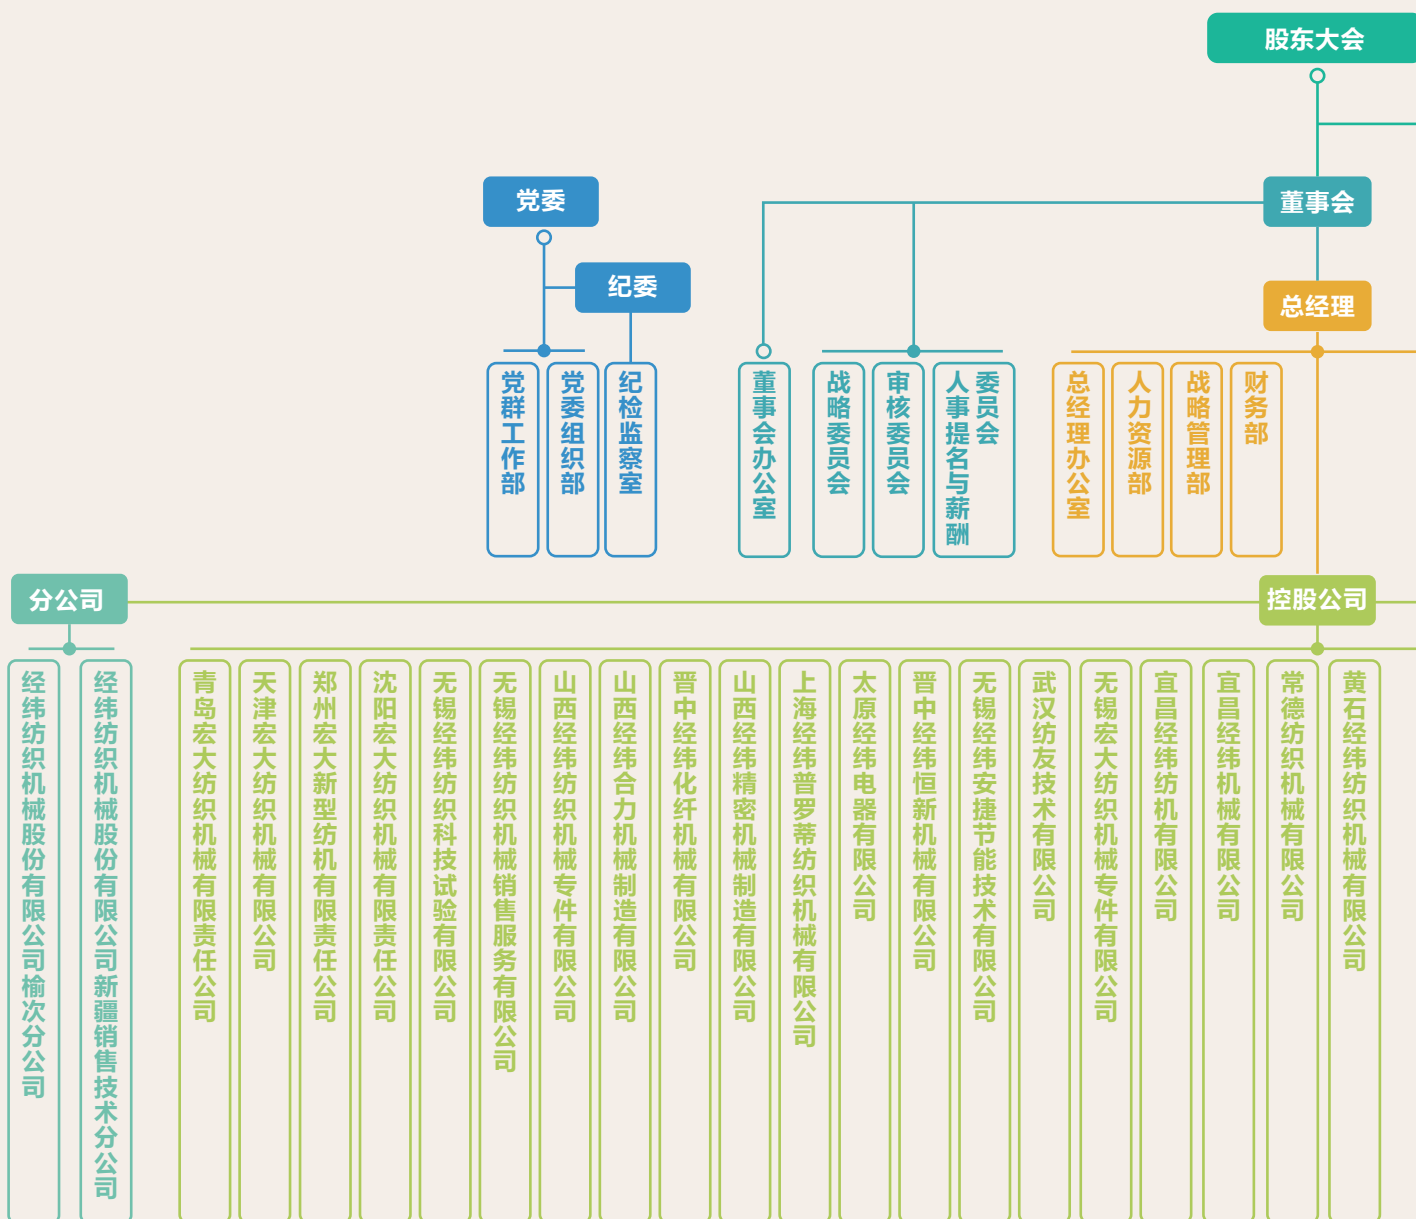 股东大会
党委
董事会
纪委
总经理
党群工作部
党委组织部
纪检监察室
董事会办公室
战略委员会
审核委员会
人事提名与薪酬
委员会
总经理办公室
人力资源部
战略管理部
财务部
分公司
控股公司
经纬纺织机械股份有限公司榆次分公司
经纬纺织机械股份有限公司新疆销售技术分公司
青岛宏大纺织机械有限责任公司
天津宏大纺织机械有限公司
郑州宏大新型纺机有限责任公司
沈阳宏大纺织机械有限责任公司
无锡经纬纺织科技试验有限公司
无锡经纬纺织机械销售服务有限公司
山西经纬纺织机械专件有限公司
山西经纬合力机械制造有限公司
晋中经纬化纤机械有限公司
山西经纬精密机械制造有限公司
上海经纬普罗蒂纺织机械有限公司
太原经纬电器有限公司
晋中经纬恒新机械有限公司
无锡经纬安捷节能技术有限公司
武汉纺友技术有限公司
无锡宏大纺织机械专件有限公司
宜昌经纬纺机有限公司
宜昌经纬机械有限公司
常德纺织机械有限公司
黄石经纬纺织机械有限公司